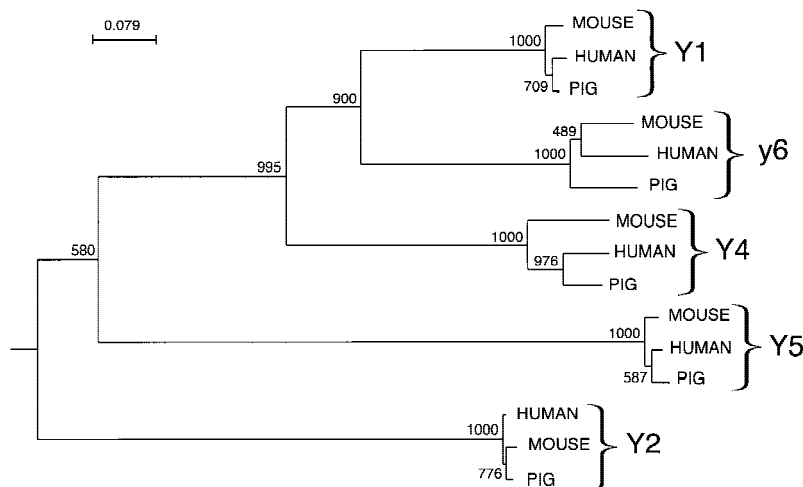 0.079
1000
MOUSE
HUMAN
709
PIG
Y1
900
489
MOUSE
1000
HUMAN
PIG
y6
995
1000
MOUSE
976
HUMAN
PIG
Y4
580
1000
MOUSE
HUMAN
587
PIG
Y5
1000
HUMAN
MOUSE
776
PIG
Y2